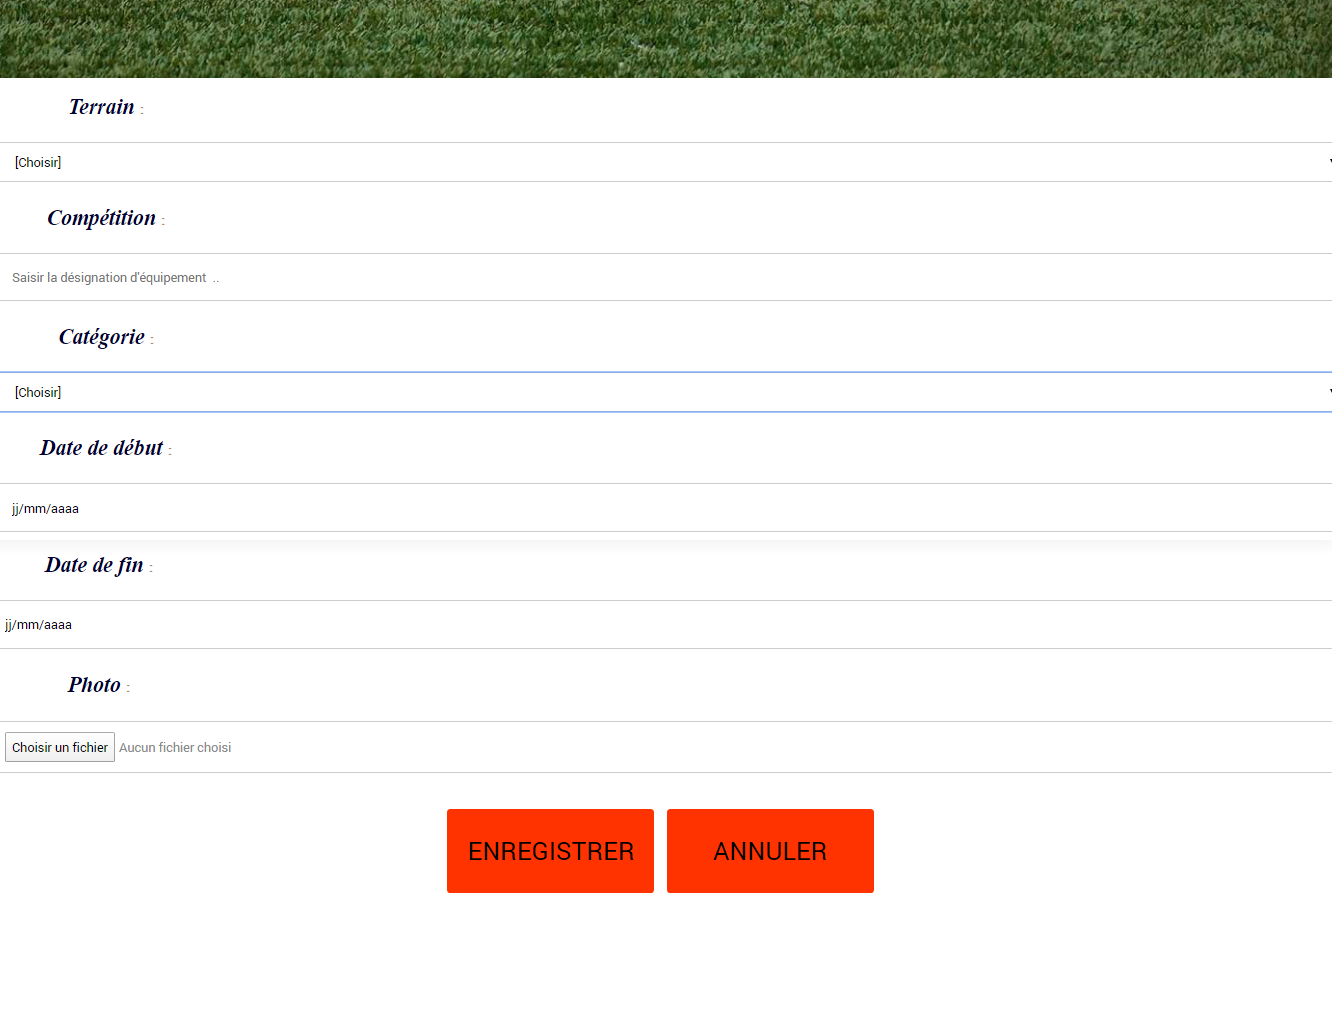 Terrain :
[Choisir]
Compétition :
Saisir la désignation d'équipement ..
Catégorie :
[Choisir]
Date de début :
jj/mm/aaaa
Date de fin :
jj/mm/aaaa
Photo :
Choisir un fichier Aucun fichier choisi
ENREGISTRER ANNULER